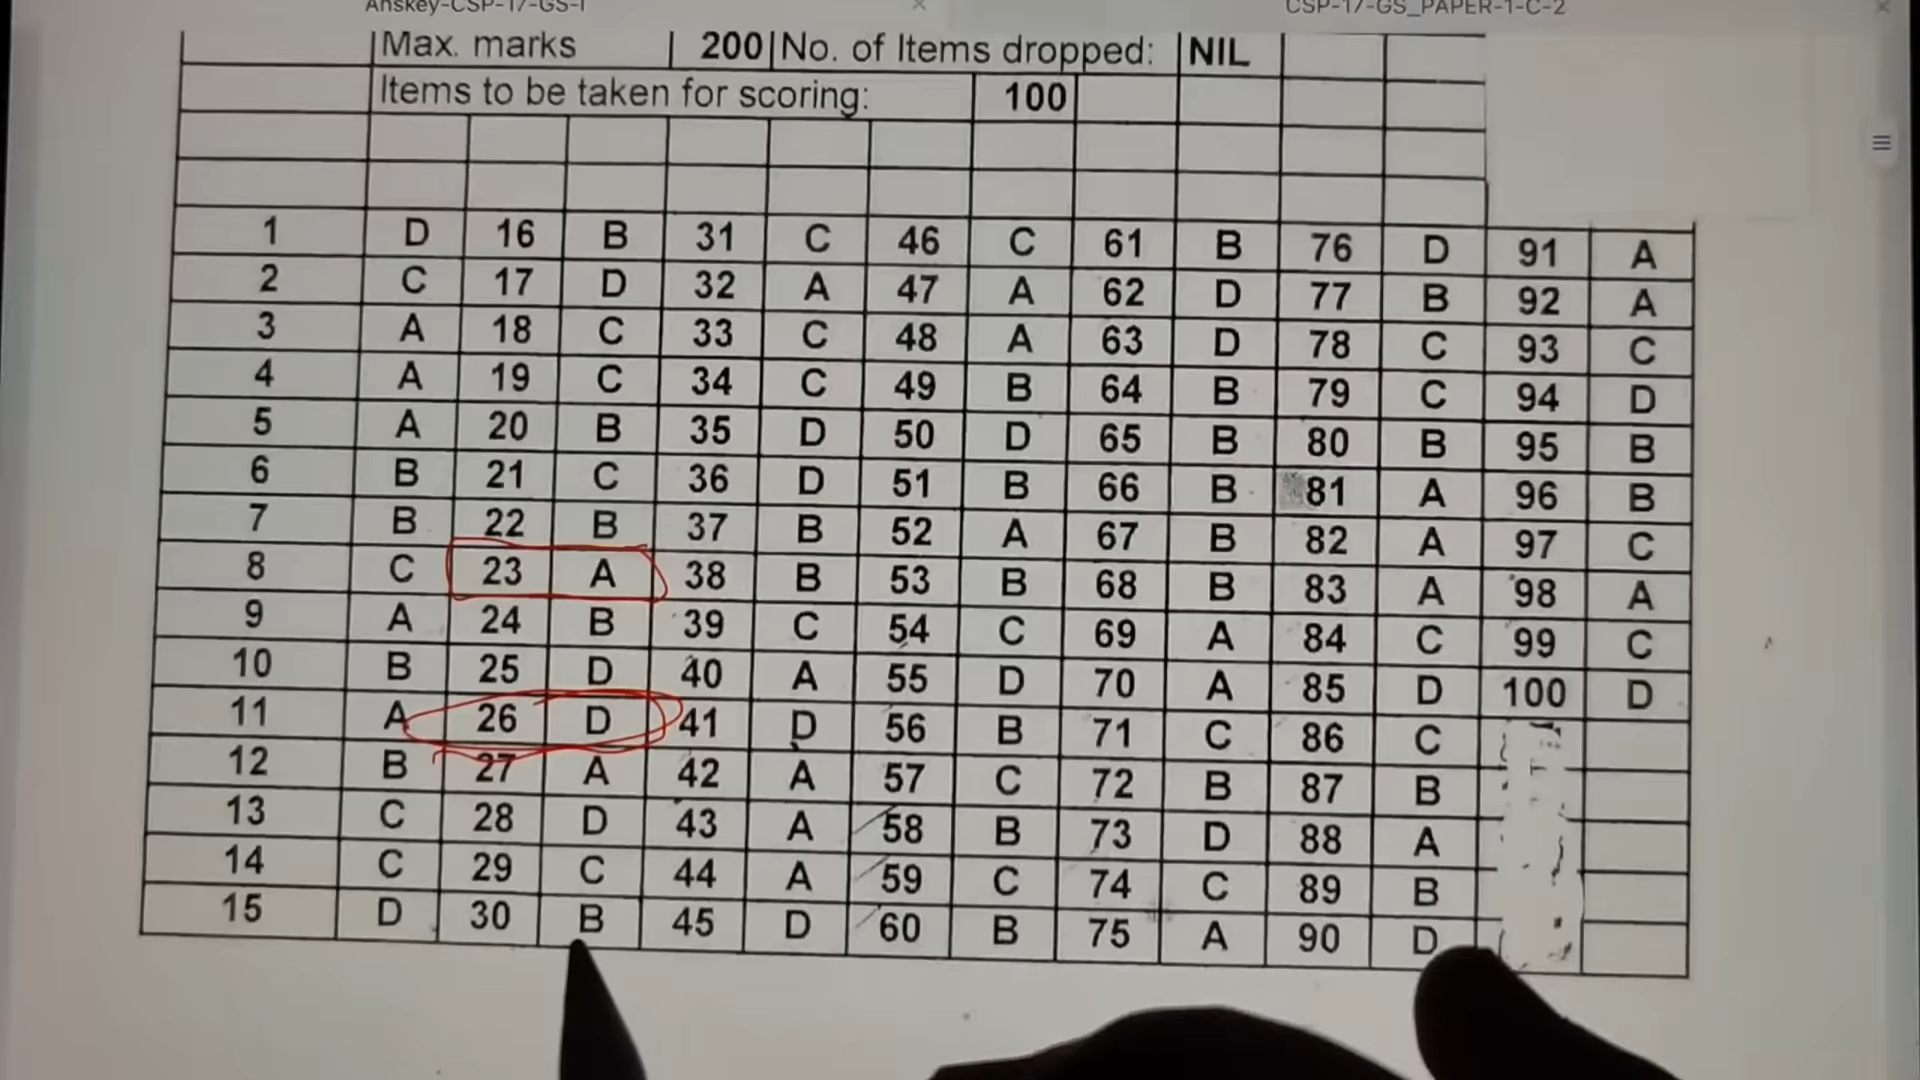 Anskey-CSP-17-GS-I CSP-17-GS_PAPER-1-C-2
Max. marks 200 No. of Items dropped: NIL
Items to be taken for scoring: 100
1 D 16 B 31 C 46 C 61 B 76 D 91 A
2 C 17 D 32 A 47 A 62 D 77 B 92 A
3 A 18 C 33 C 48 A 63 D 78 C 93 C
4 A 19 C 34 C 49 B 64 B 79 C 94 D
5 A 20 B 35 D 50 D 65 B 80 B 95 B
6 B 21 C 36 D 51 B 66 B 81 A 96 B
7 B 22 B 37 B 52 A 67 B 82 A 97 C
8 C 23 A 38 B 53 B 68 B 83 A 98 A
9 A 24 B 39 C 54 C 69 A 84 C 99 C
10 B 25 D 40 A 55 D 70 A 85 D 100 D
11 A 26 D 41 D 56 B 71 C 86 C
12 B 27 A 42 A 57 C 72 B 87 B
13 C 28 D 43 A 58 B 73 D 88 A
14 C 29 C 44 A 59 C 74 C 89 B
15 D 30 B 45 D 60 B 75 A 90 D